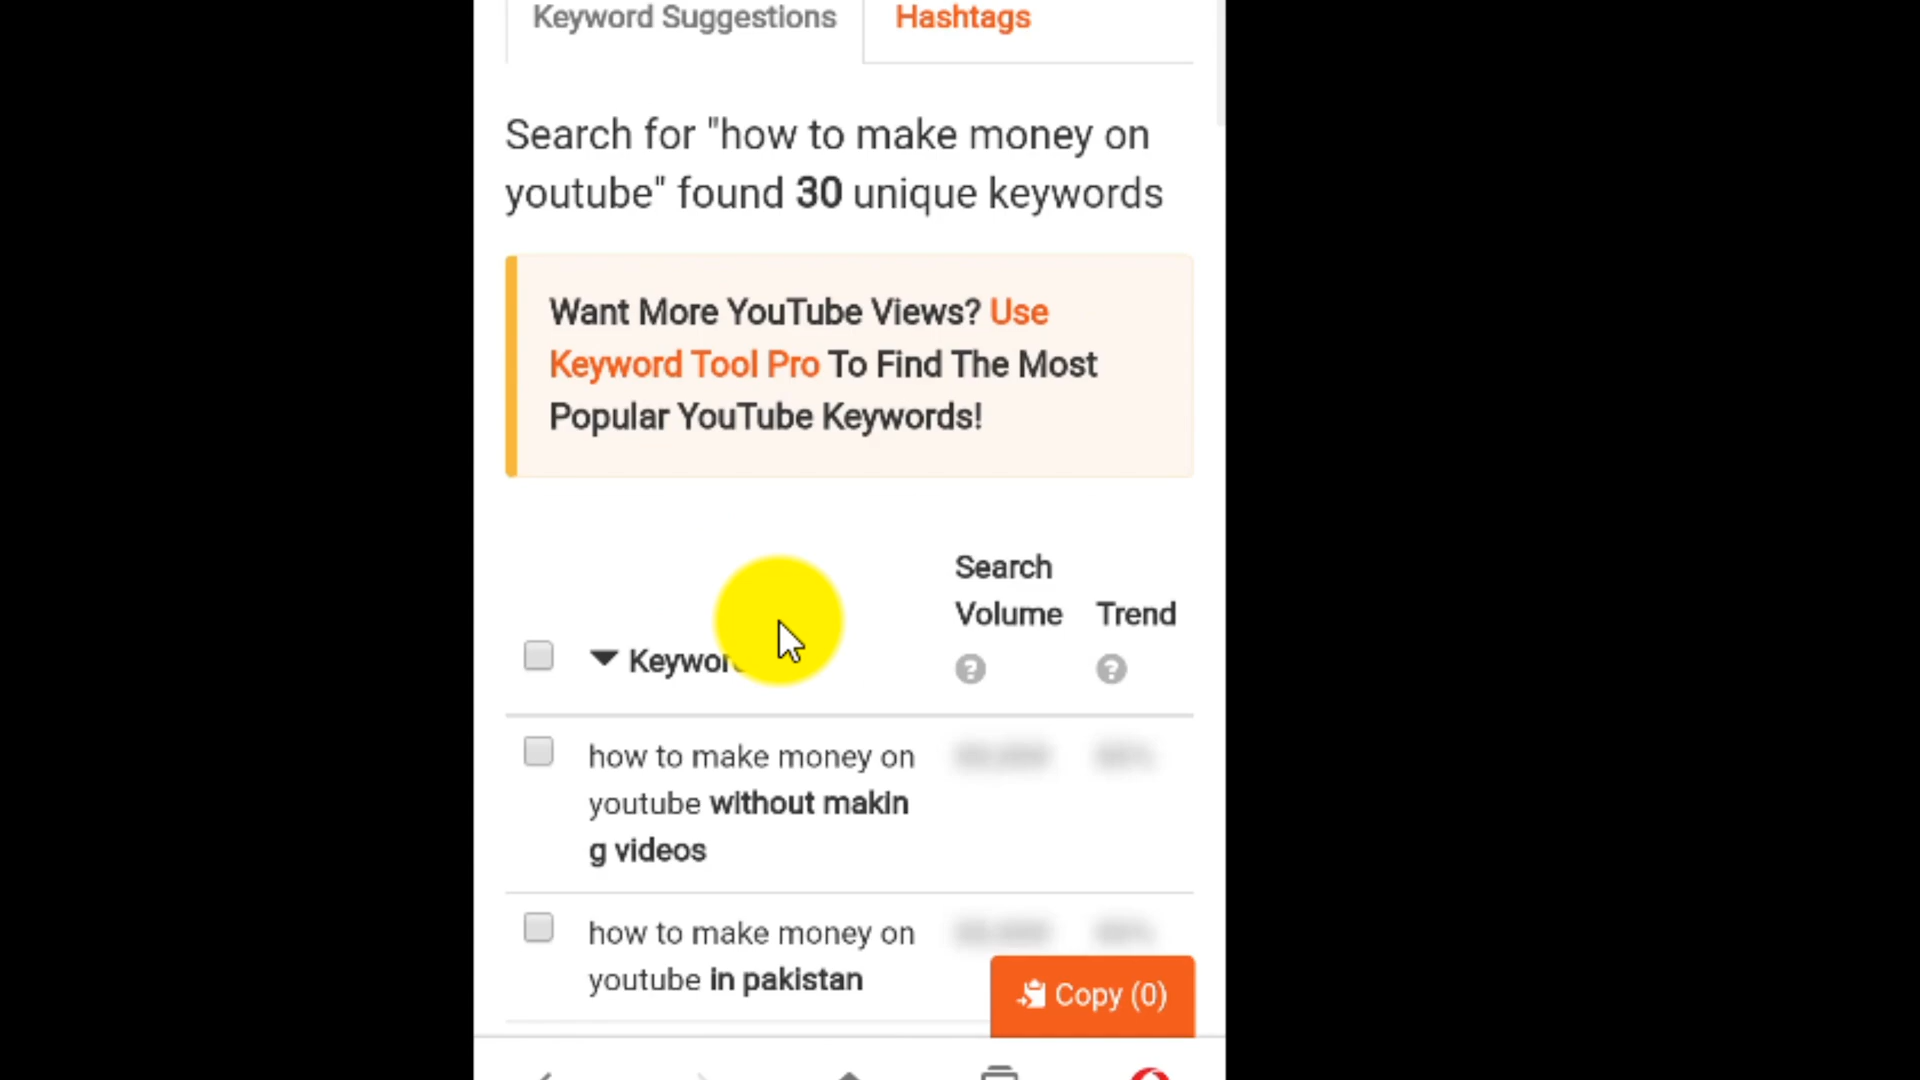 Keyword Suggestions
Hashtags
Search for "how to make money on
youtube" found 30 unique keywords
Want More YouTube Views? Use
Keyword Tool Pro To Find The Most
Popular YouTube Keywords!
Search
Volume
Trend
how to make money on
youtube without makin
g videos
how to make money on
youtube in pakistan
Copy (0)